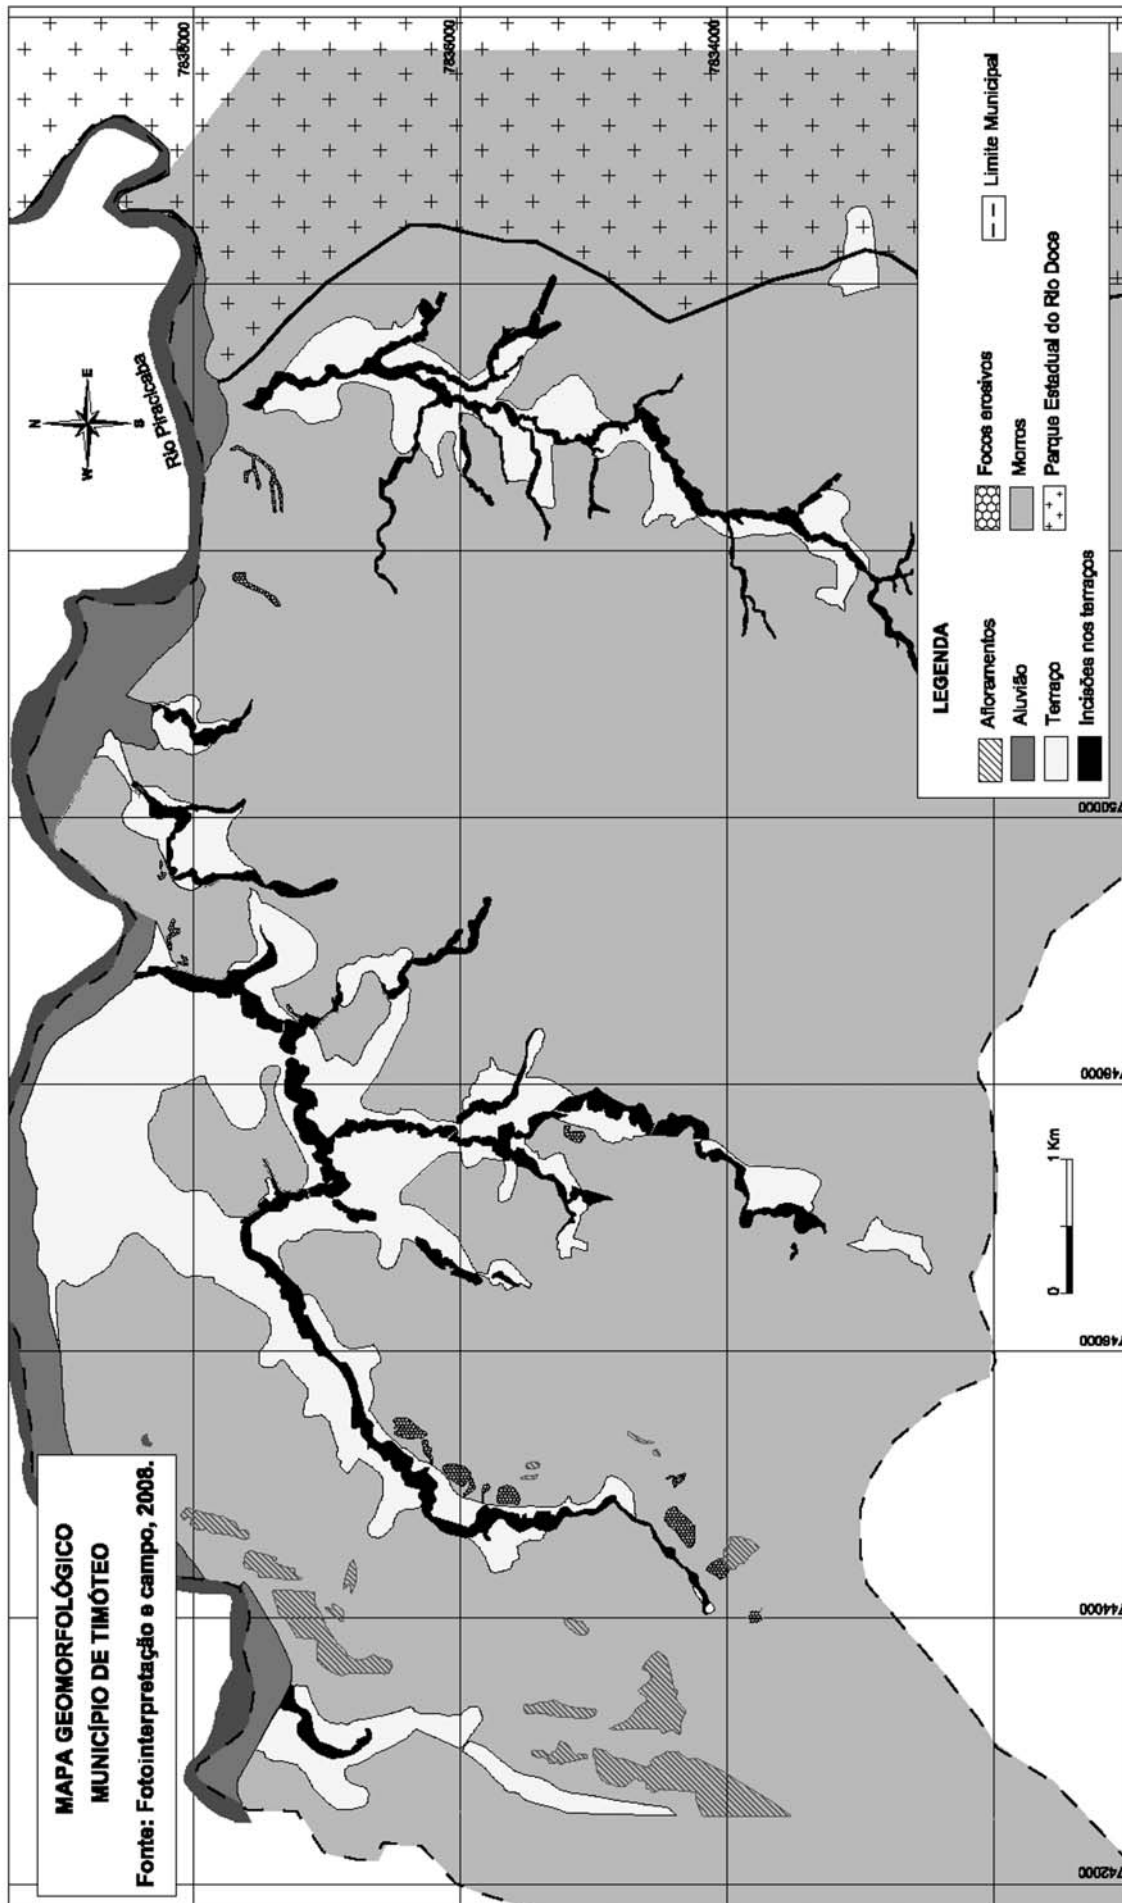 MAPA GEOMORFOLÓGICO
MUNICÍPIO DE TIMÓTEO
Fonte: Fotointerpretação e campo, 2008.
N
W E
S
Rio Piracicaba
7838000
7836000
7834000
742000
744000
746000
748000
750000
0 1 Km
LEGENDA
Afloramentos
Aluvião
Terraço
Incisões nos terraços
Focos erosivos
Morros
Parque Estadual do Rio Doce
Limite Municipal